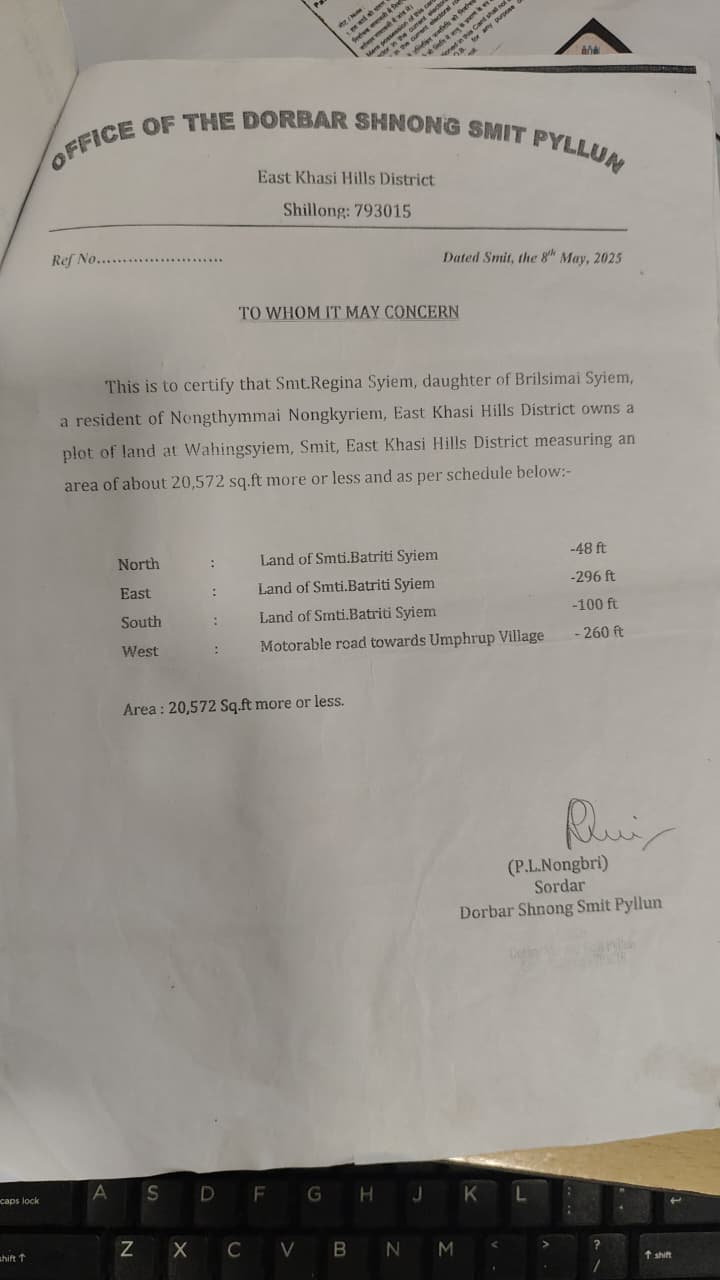 OFFICE OF THE DORBAR SHNONG SMIT PYLLUN
East Khasi Hills District
Shillong: 793015
Ref No........................
Dated Smit, the 8th May, 2025
TO WHOM IT MAY CONCERN
This is to certify that Smt.Regina Syiem, daughter of Brilsimai Syiem,
a resident of Nongthymmai Nongkyriem, East Khasi Hills District owns a
plot of land at Wahingsyiem, Smit, East Khasi Hills District measuring an
area of about 20,572 sq.ft more or less and as per schedule below:-
North : Land of Smti.Batriti Syiem -48 ft
East : Land of Smti.Batriti Syiem -296 ft
South : Land of Smti.Batriti Syiem -100 ft
West : Motorable road towards Umphrup Village - 260 ft
Area : 20,572 Sq.ft more or less.
(P.L.Nongbri)
Sordar
Dorbar Shnong Smit Pyllun
caps lock A S D F G H J K L : ; " '
shift Z X C V B N M < , > . ? / shift